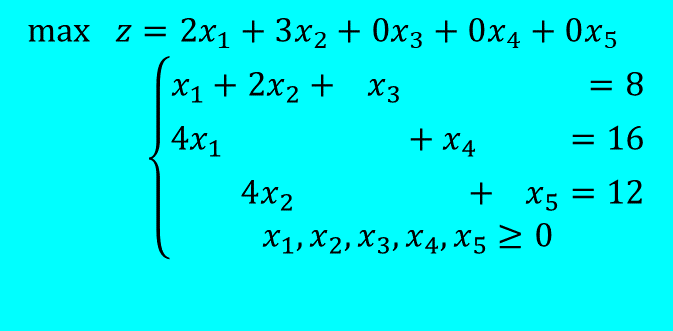 max z = 2x₁ + 3x₂ + 0x₃ + 0x₄ + 0x₅
x₁ + 2x₂ + x₃ = 8
4x₁ + x₄ = 16
4x₂ + x₅ = 12
x₁, x₂, x₃, x₄, x₅ ≥ 0